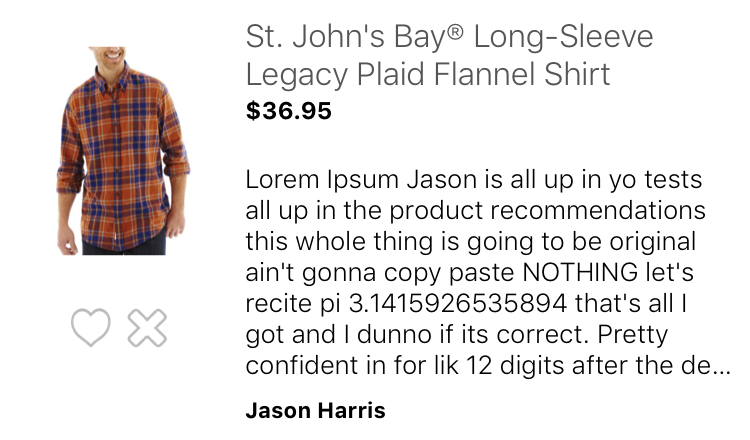 St. John's Bay® Long-Sleeve
Legacy Plaid Flannel Shirt
$36.95
Lorem Ipsum Jason is all up in yo tests
all up in the product recommendations
this whole thing is going to be original
ain't gonna copy paste NOTHING let's
recite pi 3.1415926535894 that's all I
got and I dunno if its correct. Pretty
confident in for lik 12 digits after the de...
Jason Harris